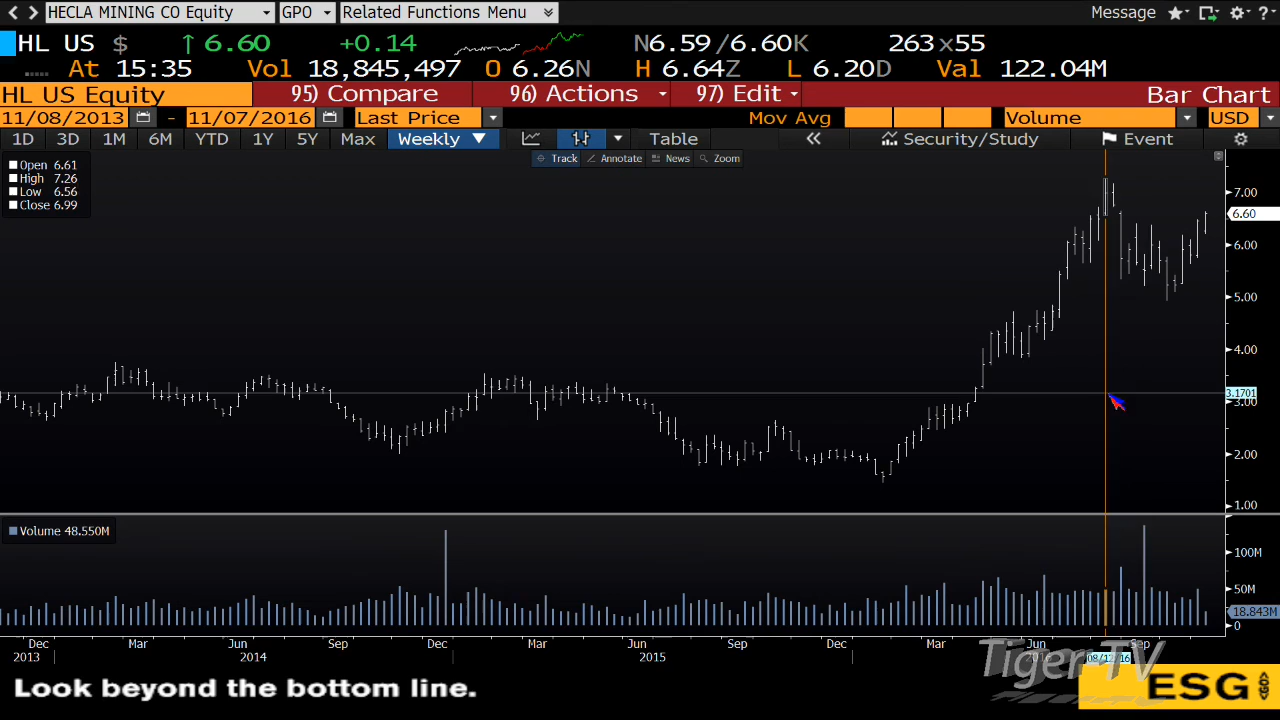 HECLA MINING CO Equity GPO Related Functions Menu Message ?
HL US $ ↑ 6.60 +0.14 N6.59/6.60K 263x55
At 15:35 Vol 18,845,497 O 6.26N H 6.64Z L 6.20D Val 122.04M
HL US Equity 95) Compare 96) Actions 97) Edit Bar Chart
11/08/2013 - 11/07/2016 Last Price Mov Avg Volume USD
1D 3D 1M 6M YTD 1Y 5Y Max Weekly ▼ Table « Security/Study Event
Track Annotate News Zoom
Open 6.61
High 7.26
Low 6.56
Close 6.99
7.00
6.60
6.00
5.00
4.00
3.1701
3.00
2.00
1.00
Volume 48.550M
100M
50M
18.843M
0
Dec Mar Jun Sep Dec Mar Jun Sep Dec Mar Jun Sep
2013 2014 2015 2016
Tiger TV
Look beyond the bottom line.
ESG